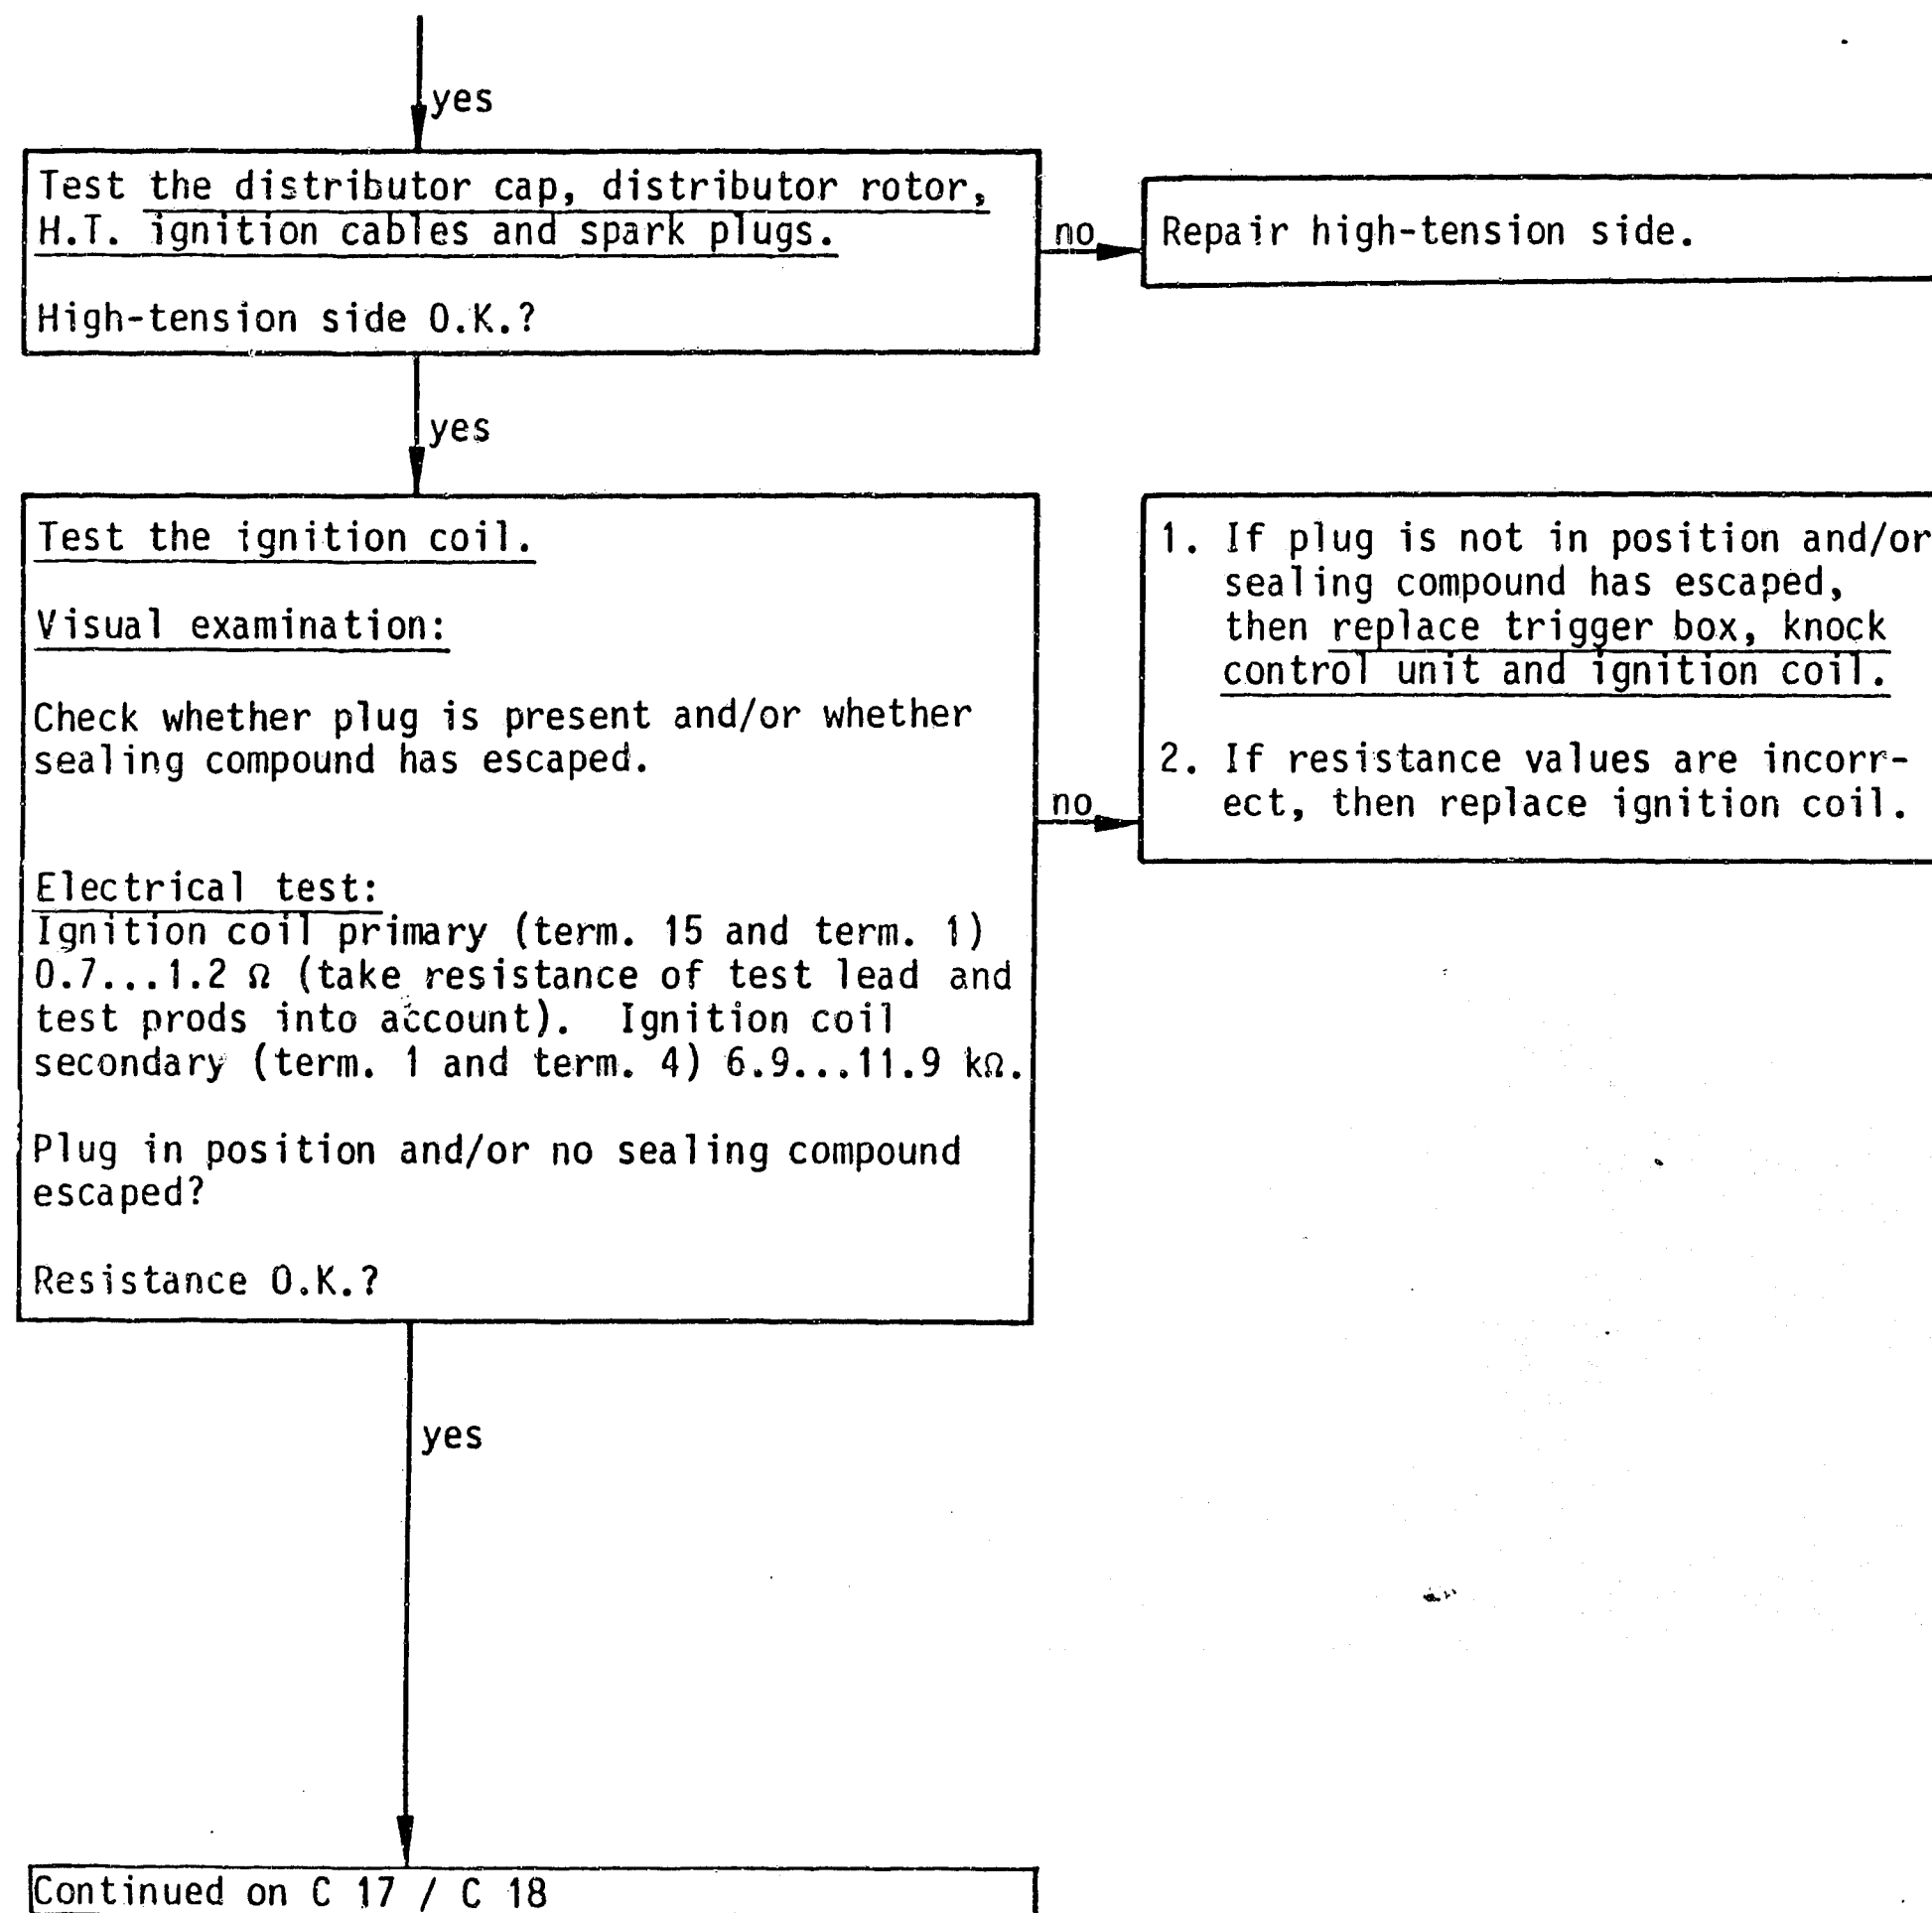 yes
Test the distributor cap, distributor rotor,
H.T. ignition cables and spark plugs.
High-tension side O.K.?
no
Repair high-tension side.
yes
Test the ignition coil.
Visual examination:
Check whether plug is present and/or whether
sealing compound has escaped.
Electrical test:
Ignition coil primary (term. 15 and term. 1)
0.7...1.2 Ω (take resistance of test lead and
test prods into account).  Ignition coil
secondary (term. 1 and term. 4) 6.9...11.9 kΩ.
Plug in position and/or no sealing compound
escaped?
Resistance O.K.?
no
1. If plug is not in position and/or
sealing compound has escaped,
then replace trigger box, knock
control unit and ignition coil.
2. If resistance values are incorr-
ect, then replace ignition coil.
yes
Continued on C 17 / C 18